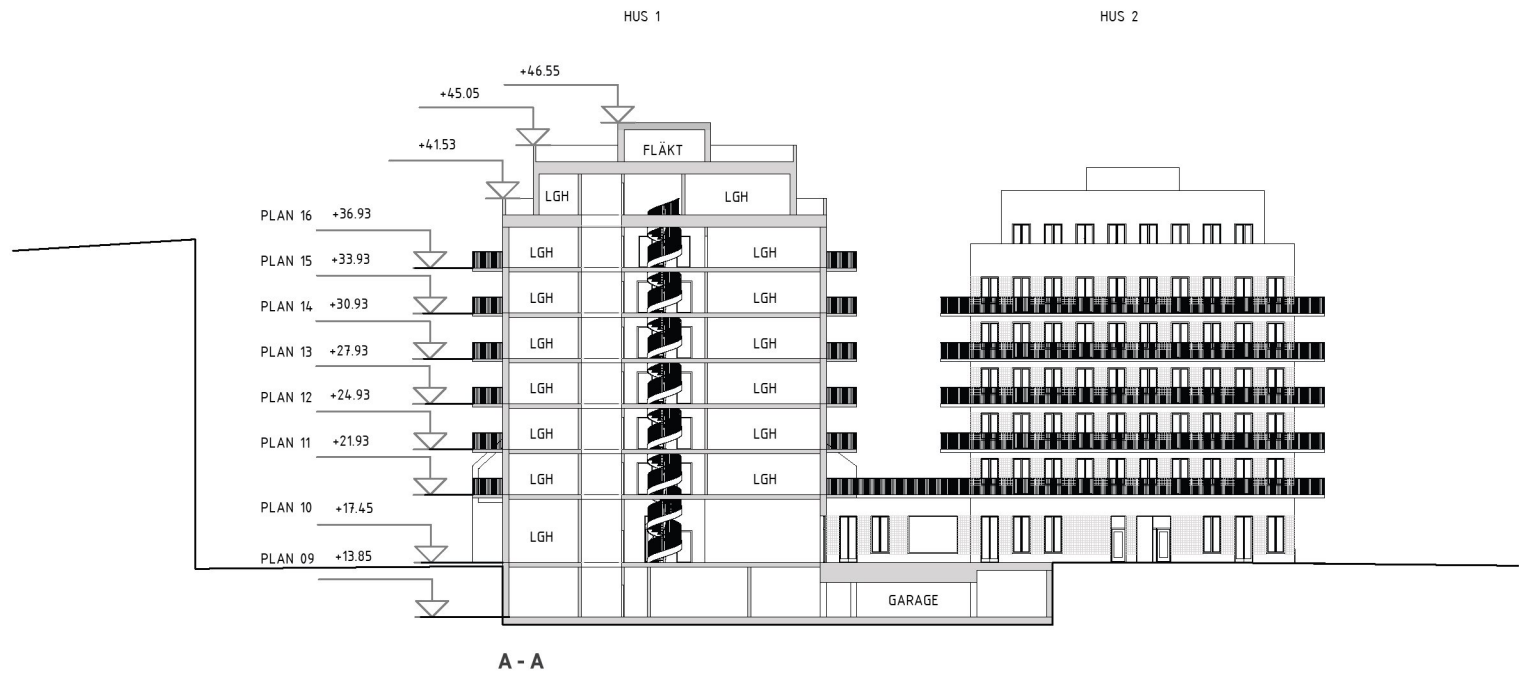 HUS 1
HUS 2
+46.55
+45.05
+41.53
FLÄKT
LGH
LGH
PLAN 16 +36.93
LGH
LGH
PLAN 15 +33.93
LGH
LGH
PLAN 14 +30.93
LGH
LGH
PLAN 13 +27.93
LGH
LGH
PLAN 12 +24.93
LGH
LGH
PLAN 11 +21.93
LGH
LGH
PLAN 10 +17.45
LGH
PLAN 09 +13.85
GARAGE
A - A